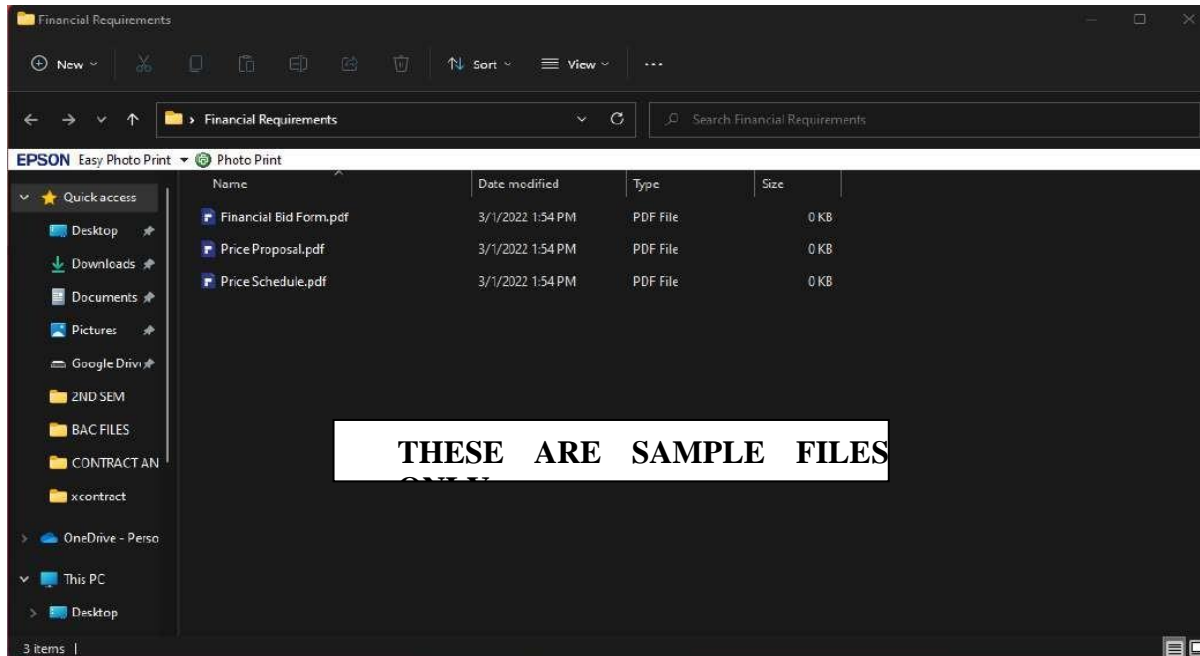 Financial Requirements
New
Sort
View
...
Financial Requirements
Search Financial Requirements
EPSON Easy Photo Print Photo Print
Name Date modified Type Size
Quick access
Financial Bid Form.pdf 3/1/2022 1:54 PM PDF File 0 KB
Desktop
Price Proposal.pdf 3/1/2022 1:54 PM PDF File 0 KB
Downloads
Price Schedule.pdf 3/1/2022 1:54 PM PDF File 0 KB
Documents
Pictures
Google Driv
2ND SEM
BAC FILES
THESE ARE SAMPLE FILES
CONTRACT AN
xcontract
OneDrive - Perso
This PC
Desktop
3 items